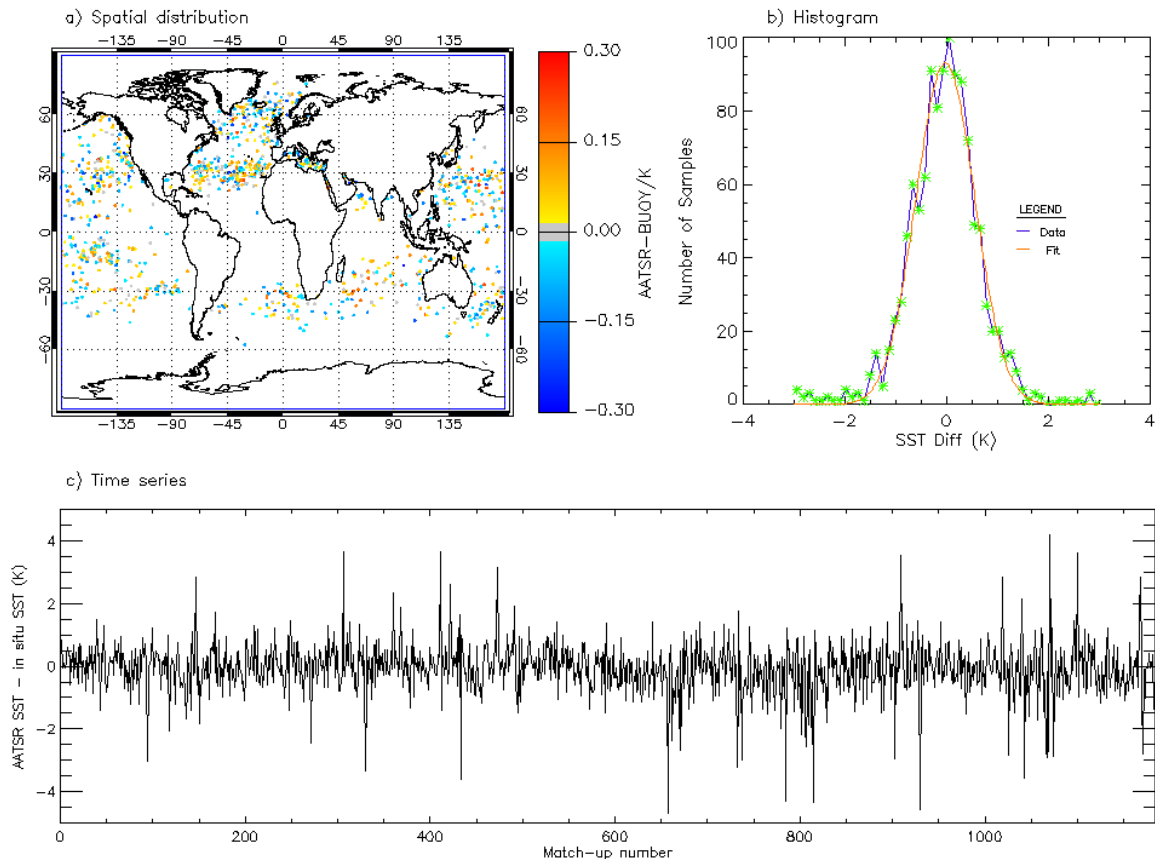 a) Spatial distribution
−135 −90 −45 0 45 90 135
60 30 0 −30 −60
60 30 0 −30 −60
−135 −90 −45 0 45 90 135
0.30
0.15
0.00
−0.15
−0.30
AATSR−BUOY/K
b) Histogram
100
80
60
40
20
0
Number of Samples
LEGEND
Data
Fit
−4 −2 0 2 4
SST Diff (K)
c) Time series
4
2
0
−2
−4
AATSR SST − in situ SST (K)
0 200 400 600 800 1000
Match−up number